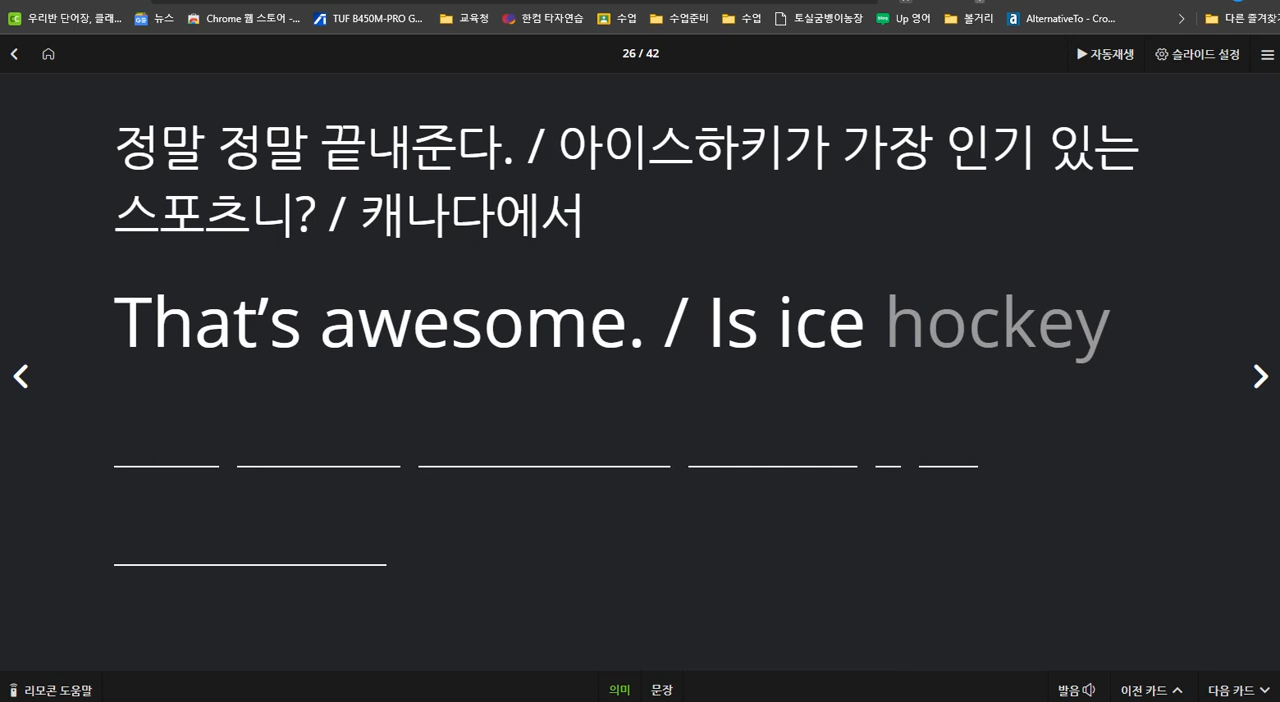 우리반 단어장, 클래... 뉴스 Chrome 웹 스토어 -... TUF B450M-PRO G... 교육청 한컴 타자연습 수업 수업준비 수업 토실굼벵이농장 Up 영어 볼거리 AlternativeTo - Cro... 다른 즐겨찾기
26 / 42 자동재생 슬라이드 설정
정말 정말 끝내준다. / 아이스하키가 가장 인기 있는
스포츠니? / 캐나다에서
That's awesome. / Is ice hockey
리모콘 도움말 의미 문장 발음 이전 카드 다음 카드